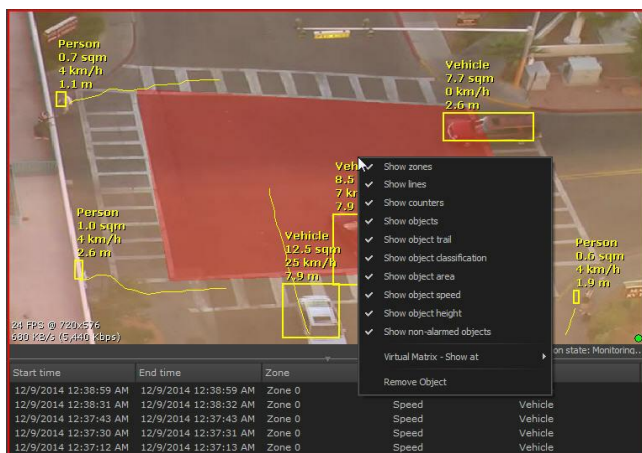 Person
0.7 sqm
4 km/h
1.1 m
Vehicle
7.7 sqm
0 km/h
2.6 m
8.5
7
7.9
Person
1.0 sqm
4 km/h
2.6 m
Vehicle
12.5 sqm
25 km/h
7.9 m
Person
0.6 sqm
4 km/h
1.9 m
Show zones
Show lines
Show counters
Show objects
Show object trail
Show object classification
Show object area
Show object speed
Show object height
Show non-alarmed objects
Virtual Matrix - Show at
Remove Object
24 FPS @ 720x576
680 KB/s (5,440 Kbps)
on state: Monitoring...
Start time End time Zone
12/9/2014 12:38:59 AM 12/9/2014 12:38:59 AM Zone 0
12/9/2014 12:38:31 AM 12/9/2014 12:38:32 AM Zone 0 Speed Vehicle
12/9/2014 12:37:43 AM 12/9/2014 12:37:43 AM Zone 0 Speed Vehicle
12/9/2014 12:37:30 AM 12/9/2014 12:37:31 AM Zone 0 Speed Vehicle
12/9/2014 12:37:12 AM 12/9/2014 12:37:13 AM Zone 0 Speed Vehicle